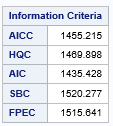 Information Criteria
AICC 1455.215
HQC 1469.898
AIC 1435.428
SBC 1520.277
FPEC 1515.641